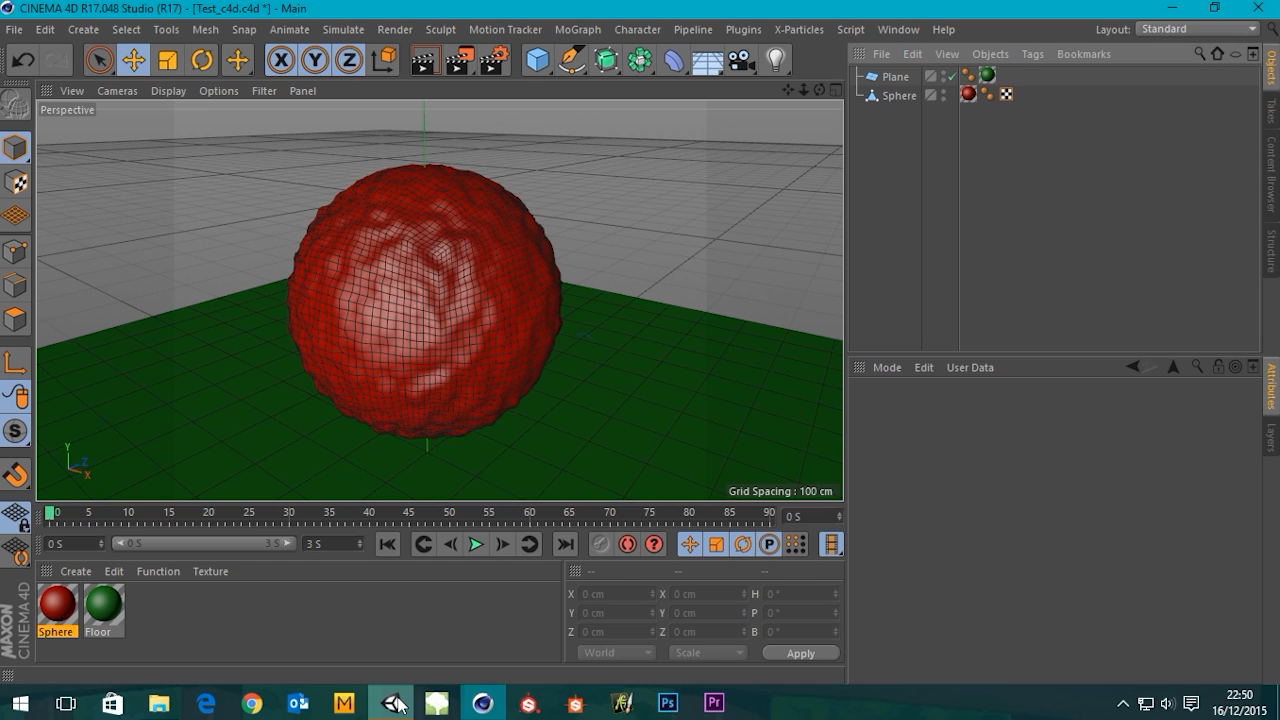 CINEMA 4D R17.048 Studio (R17) - [Test_c4d.c4d *] - Main
File Edit Create Select Tools Mesh Snap Animate Simulate Render Sculpt Motion Tracker MoGraph Character Pipeline Plugins X-Particles Script Window Help Layout: Standard
X Y Z
File Edit View Objects Tags Bookmarks
Plane
Sphere
View Cameras Display Options Filter Panel
Perspective
Objects
Takes
Content Browser
Structure
Mode Edit User Data
Attributes
Layers
Y
Z
X
Grid Spacing : 100 cm
0 5 10 15 20 25 30 35 40 45 50 55 60 65 70 75 80 85 90 0 S
0 S 0 S 3 S 3 S
Create Edit Function Texture
-- -- --
X 0 cm X 0 cm H 0 °
Y 0 cm Y 0 cm P 0 °
Z 0 cm Z 0 cm B 0 °
World Scale Apply
Sphere Floor
MAXON
CINEMA 4D
M
Ps
Pr
22:50
16/12/2015